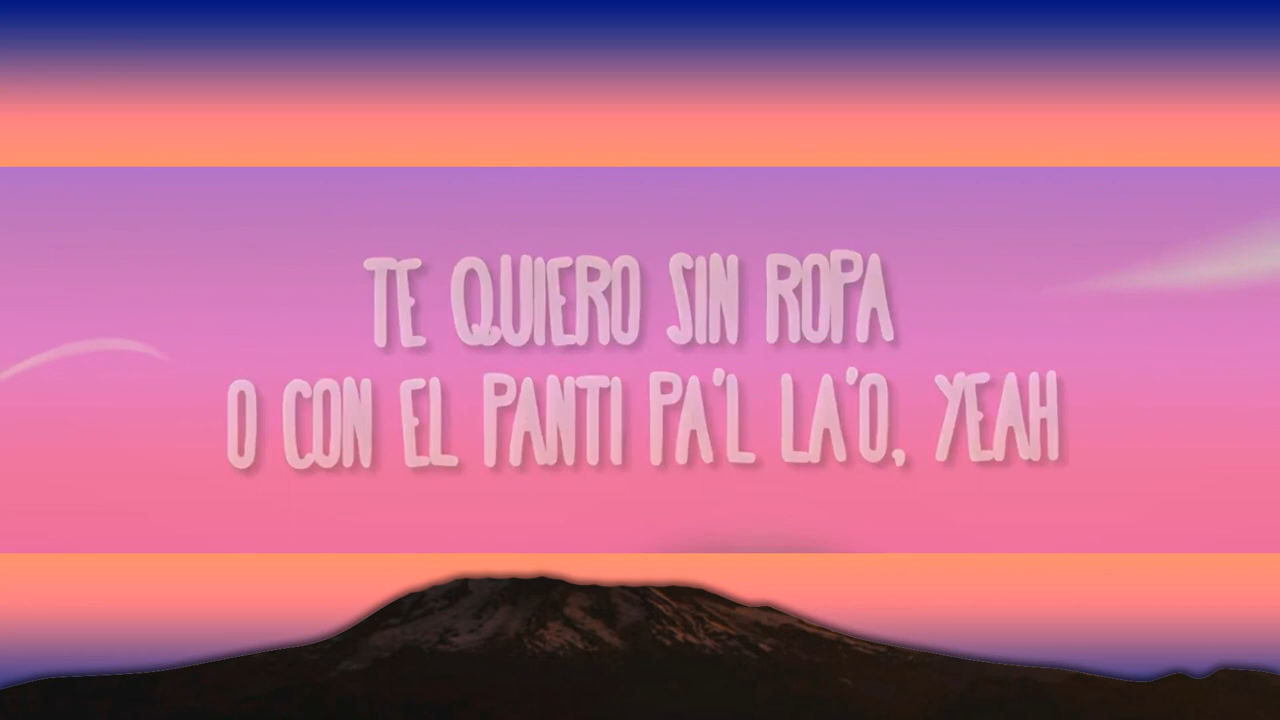 TE QUIERO SIN ROPA
O CON EL PANTI PA'L LA'O, YEAH